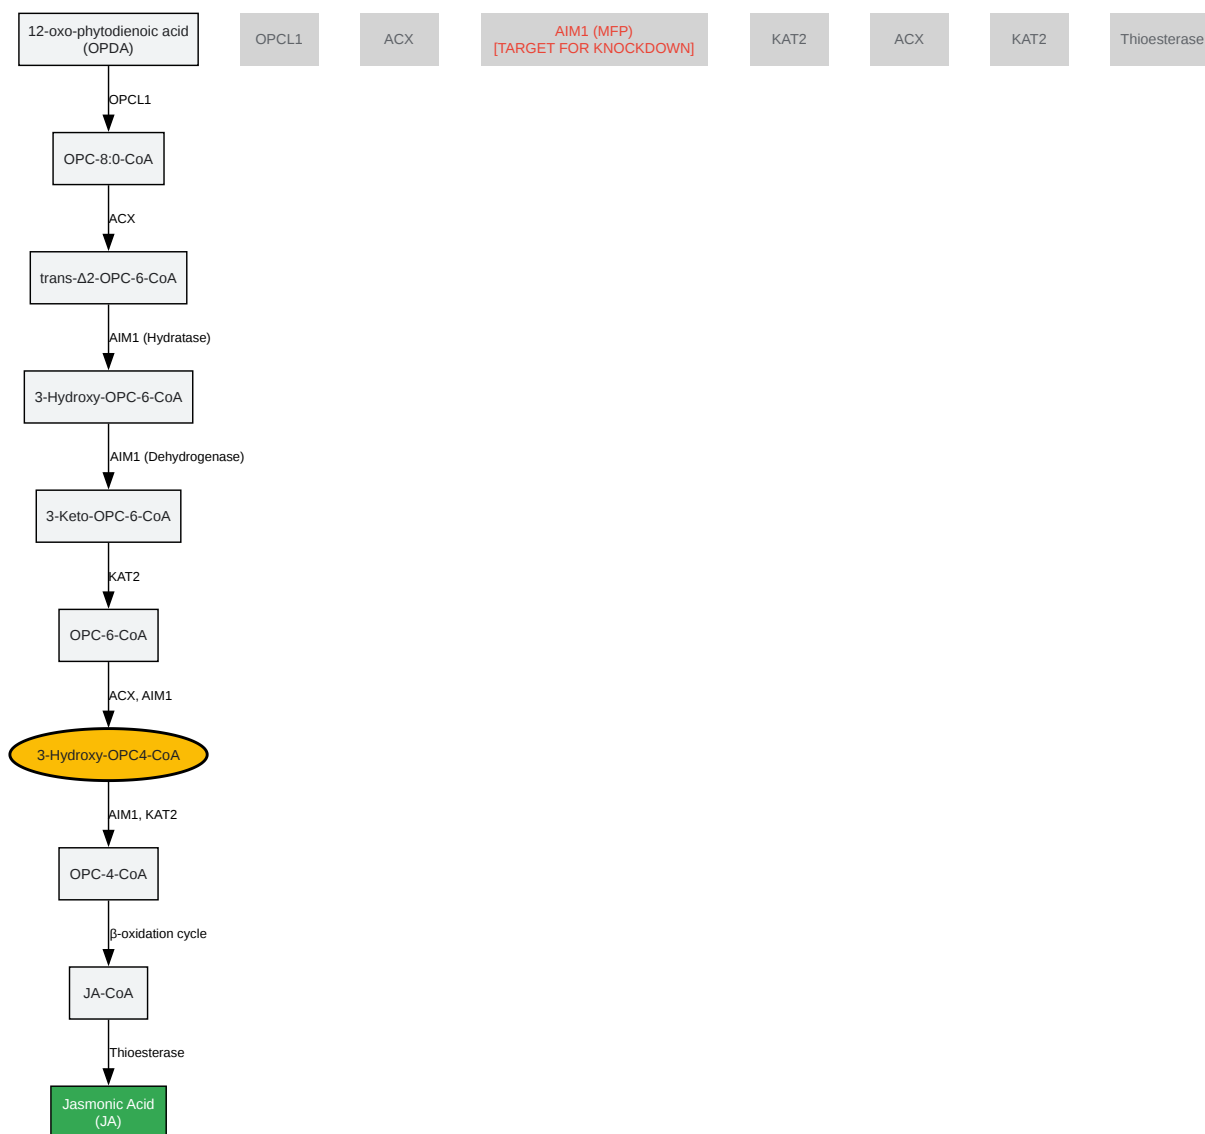 12-oxo-phytodienoic acid
(OPDA)
OPCL1
ACX
AIM1 (MFP)
[TARGET FOR KNOCKDOWN]
KAT2
ACX
KAT2
Thioesterase
OPCL1
OPC-8:0-CoA
ACX
trans-Δ2-OPC-6-CoA
AIM1 (Hydratase)
3-Hydroxy-OPC-6-CoA
AIM1 (Dehydrogenase)
3-Keto-OPC-6-CoA
KAT2
OPC-6-CoA
ACX, AIM1
3-Hydroxy-OPC4-CoA
AIM1, KAT2
OPC-4-CoA
β-oxidation cycle
JA-CoA
Thioesterase
Jasmonic Acid
(JA)